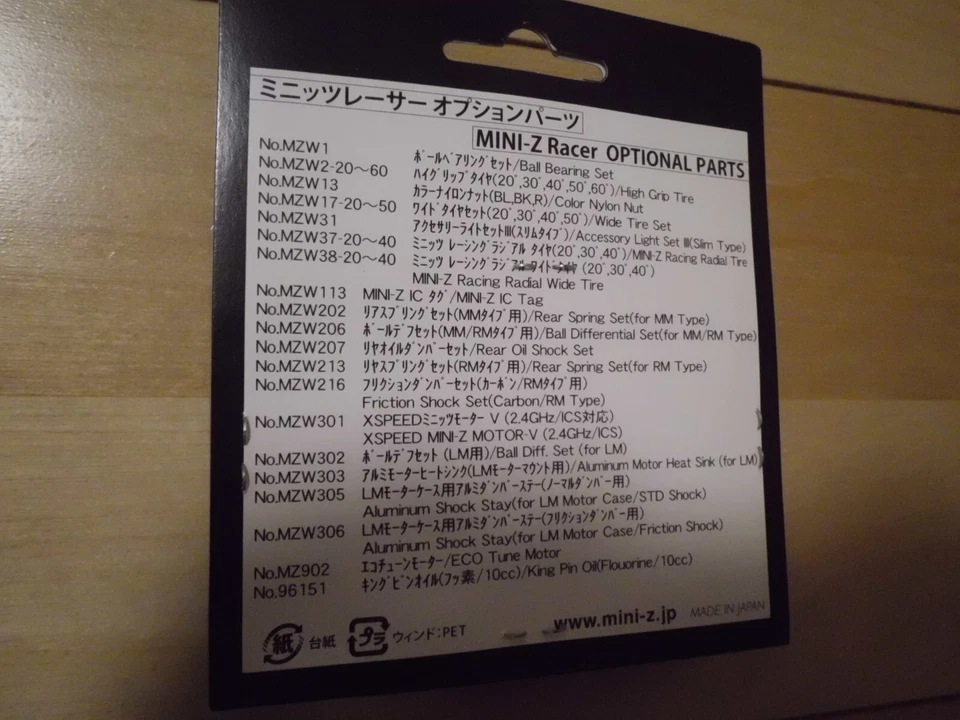 ミニッツレーサー オプションパーツ
MINI-Z Racer OPTIONAL PARTS
No.MZW1 ﾎﾞｰﾙﾍﾞｱﾘﾝｸﾞｾｯﾄ/Ball Bearing Set
No.MZW2-20～60 ﾊｲｸﾞﾘｯﾌﾟﾀｲﾔ(20ﾟ,30ﾟ,40ﾟ,50ﾟ,60ﾟ)/High Grip Tire
No.MZW13 ｶﾗｰﾅｲﾛﾝﾅｯﾄ(BL,BK,R)/Color Nylon Nut
No.MZW17-20～50 ﾜｲﾄﾞﾀｲﾔｾｯﾄ(20ﾟ,30ﾟ,40ﾟ,50ﾟ)/Wide Tire Set
No.MZW31 ｱｸｾｻﾘｰﾗｲﾄｾｯﾄⅢ(ｽﾘﾑﾀｲﾌﾟ)/Accessory Light Set Ⅲ(Slim Type)
No.MZW37-20～40 ﾐﾆｯﾂ ﾚｰｼﾝｸﾞﾗｼﾞｱﾙ ﾀｲﾔ(20ﾟ,30ﾟ,40ﾟ)/MINI-Z Racing Radial Tire
No.MZW38-20～40 ﾐﾆｯﾂ ﾚｰｼﾝｸﾞﾗｼﾞｱﾙ ﾜｲﾄﾞ ﾀｲﾔ (20ﾟ,30ﾟ,40ﾟ)
MINI-Z Racing Radial Wide Tire
No.MZW113 MINI-Z IC ﾀｸﾞ/MINI-Z IC Tag
No.MZW202 ﾘｱｽﾌﾟﾘﾝｸﾞｾｯﾄ(MMﾀｲﾌﾟ用)/Rear Spring Set(for MM Type)
No.MZW206 ﾎﾞｰﾙﾃﾞﾌｾｯﾄ(MM/RMﾀｲﾌﾟ用)/Ball Differential Set(for MM/RM Type)
No.MZW207 ﾘﾔｵｲﾙﾀﾞﾝﾊﾟｰｾｯﾄ/Rear Oil Shock Set
No.MZW213 ﾘﾔｽﾌﾟﾘﾝｸﾞｾｯﾄ(RMﾀｲﾌﾟ用)/Rear Spring Set(for RM Type)
No.MZW216 ﾌﾘｸｼｮﾝﾀﾞﾝﾊﾟｰｾｯﾄ(ｶｰﾎﾞﾝ/RMﾀｲﾌﾟ用)
Friction Shock Set(Carbon/RM Type)
No.MZW301 XSPEEDﾐﾆｯﾂﾓｰﾀｰ V (2.4GHz/ICS対応)
XSPEED MINI-Z MOTOR-V (2.4GHz/ICS)
No.MZW302 ﾎﾞｰﾙﾃﾞﾌｾｯﾄ (LM用)/Ball Diff. Set (for LM)
No.MZW303 ｱﾙﾐﾓｰﾀｰﾋｰﾄｼﾝｸ(LMﾓｰﾀｰﾏｳﾝﾄ用)/Aluminum Motor Heat Sink (for LM)
No.MZW305 LMﾓｰﾀｰｹｰｽ用ｱﾙﾐﾀﾞﾝﾊﾟｰｽﾃｰ(ﾉｰﾏﾙﾀﾞﾝﾊﾟｰ用)
Aluminum Shock Stay(for LM Motor Case/STD Shock)
No.MZW306 LMﾓｰﾀｰｹｰｽ用ｱﾙﾐﾀﾞﾝﾊﾟｰｽﾃｰ(ﾌﾘｸｼｮﾝﾀﾞﾝﾊﾟｰ用)
Aluminum Shock Stay(for LM Motor Case/Friction Shock)
No.MZ902 ｴｺﾁｭｰﾝﾓｰﾀｰ/ECO Tune Motor
No.96151 ｷﾝｸﾞﾋﾟﾝｵｲﾙ(ﾌｯ素/10cc)/King Pin Oil(Flouorine/10cc)
紙 台紙 プラ ウィンド:PET www.mini-z.jp MADE IN JAPAN